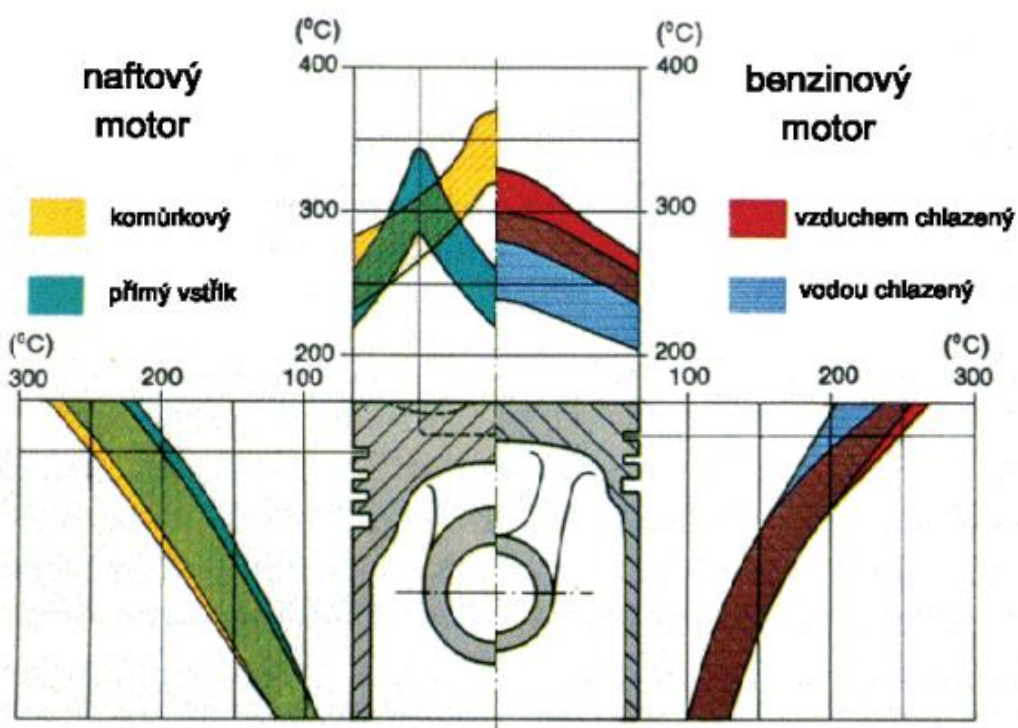 (°C)
(°C)
400
400
naftový
motor
benzinový
motor
komůrkový
300
300
vzduchem chlazený
přímý vstřik
vodou chlazený
(°C)
200
200
(°C)
300
200
100
100
200
300